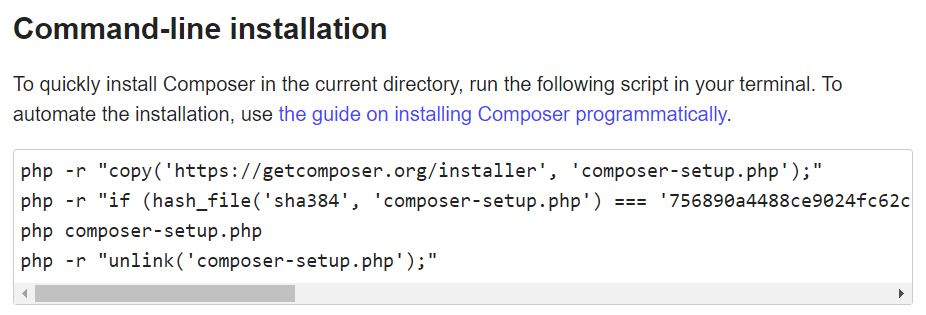 Command-line installation
To quickly install Composer in the current directory, run the following script in your terminal. To
automate the installation, use the guide on installing Composer programmatically.
php -r "copy('https://getcomposer.org/installer', 'composer-setup.php');"
php -r "if (hash_file('sha384', 'composer-setup.php') === '756890a4488ce9024fc62c
php composer-setup.php
php -r "unlink('composer-setup.php');"